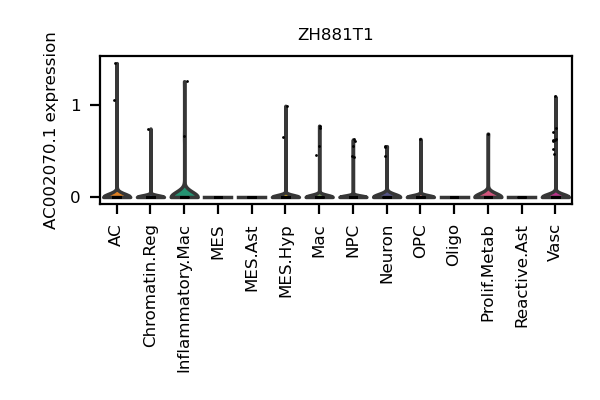 ZH881T1
AC002070.1 expression
1
0
AC
Chromatin.Reg
Inflammatory.Mac
MES
MES.Ast
MES.Hyp
Mac
NPC
Neuron
OPC
Oligo
Prolif.Metab
Reactive.Ast
Vasc